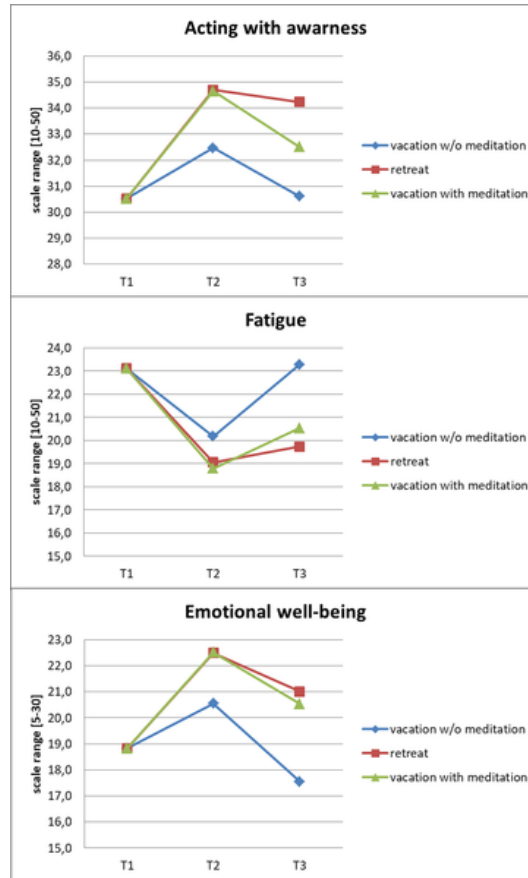 Acting with awarness
scale range [10-50]
36,0
35,0
34,0
33,0
32,0
31,0
30,0
29,0
28,0
T1 T2 T3
vacation w/o meditation
retreat
vacation with meditation
Fatigue
scale range [10-50]
24,0
23,0
22,0
21,0
20,0
19,0
18,0
17,0
16,0
15,0
T1 T2 T3
vacation w/o meditation
retreat
vacation with meditation
Emotional well-being
scale range [5-30]
23,0
22,0
21,0
20,0
19,0
18,0
17,0
16,0
15,0
T1 T2 T3
vacation w/o meditation
retreat
vacation with meditation